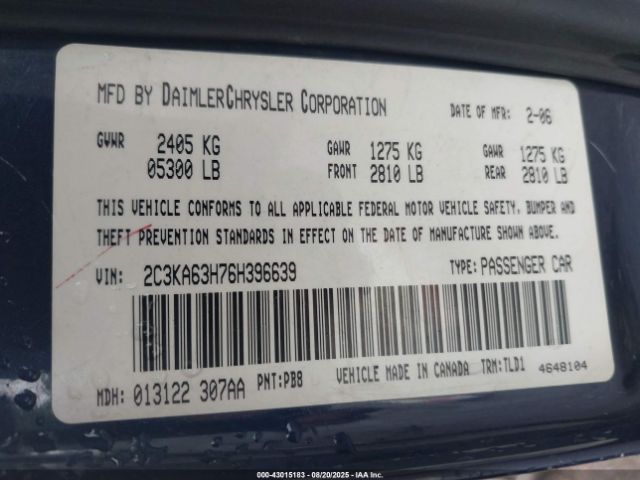 MFD BY DAIMLERCHRYSLER CORPORATION DATE OF MFR: 2-06
GVWR 2405 KG GAWR 1275 KG GAWR 1275 KG
05300 LB FRONT 2810 LB REAR 2810 LB
THIS VEHICLE CONFORMS TO ALL APPLICABLE FEDERAL MOTOR VEHICLE SAFETY, BUMPER AND
THEFT PREVENTION STANDARDS IN EFFECT ON THE DATE OF MANUFACTURE SHOWN ABOVE.
VIN: 2C3KA63H76H396639 TYPE: PASSENGER CAR
MDH: 013122 307AA PNT:PB8 VEHICLE MADE IN CANADA TRM:TLD1 4648104
000-43015183 - 08/20/2025 - IAA Inc.